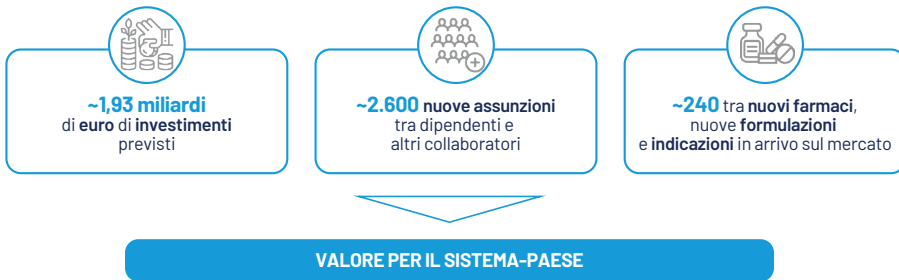 ~1,93 miliardi
di euro di investimenti
previsti
~2.600 nuove assunzioni
tra dipendenti e
altri collaboratori
~240 tra nuovi farmaci,
nuove formulazioni
e indicazioni in arrivo sul mercato
VALORE PER IL SISTEMA-PAESE